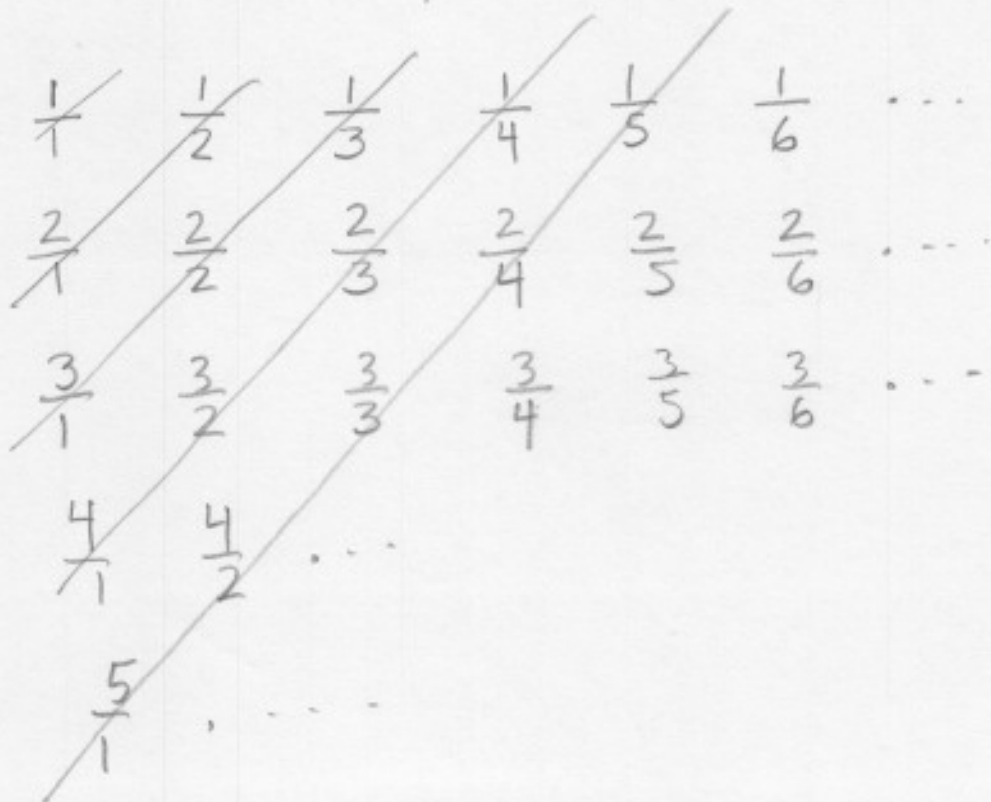 1/1 1/2 1/3 1/4 1/5 1/6 ...
2/1 2/2 2/3 2/4 2/5 2/6 ...
3/1 3/2 3/3 3/4 3/5 3/6 ...
4/1 4/2 ...
5/1 ....